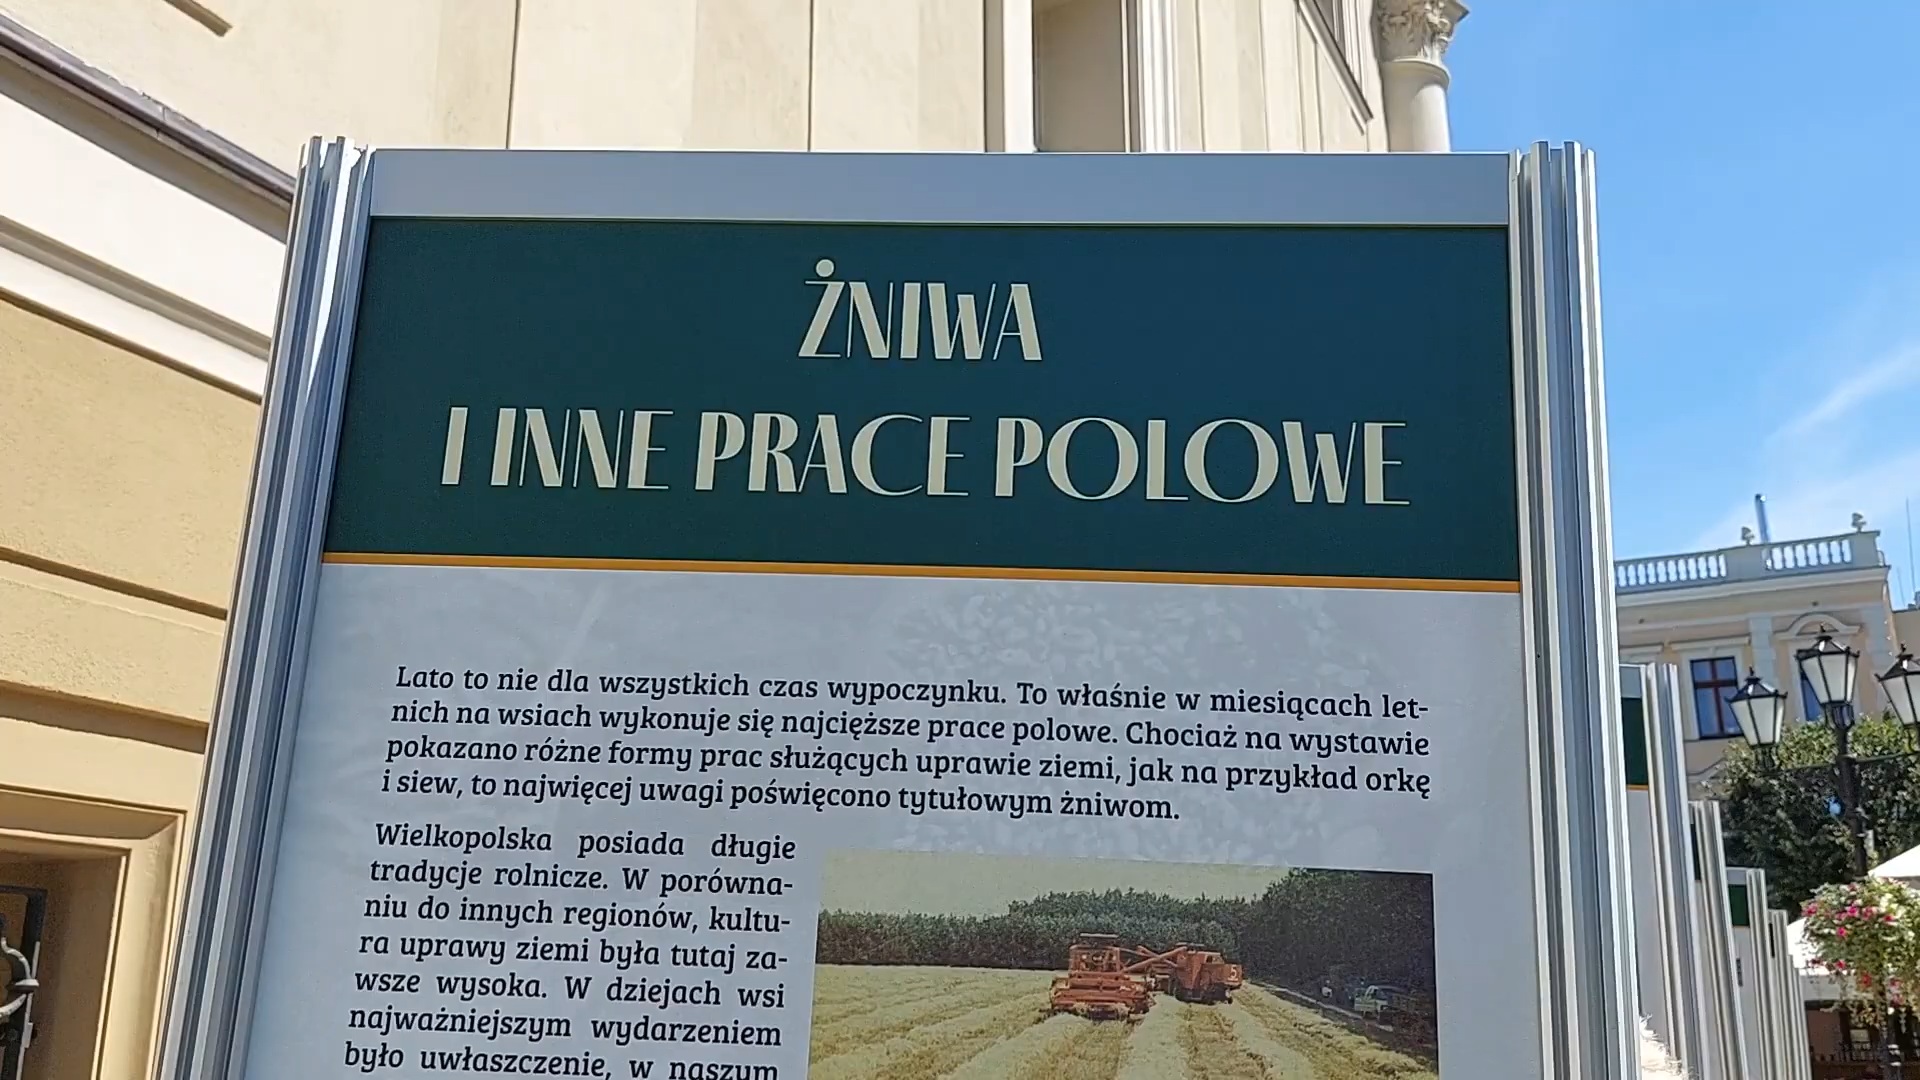 ŻNIWA
I INNE PRACE POLOWE
Lato to nie dla wszystkich czas wypoczynku. To właśnie w miesiącach let-
nich na wsiach wykonuje się najcięższe prace polowe. Chociaż na wystawie
pokazano różne formy prac służących uprawie ziemi, jak na przykład orkę
i siew, to najwięcej uwagi poświęcono tytułowym żniwom.
Wielkopolska posiada długie
tradycje rolnicze. W porówna-
niu do innych regionów, kultu-
ra uprawy ziemi była tutaj za-
wsze wysoka. W dziejach wsi
najważniejszym wydarzeniem
było uwłaszczenie, w naszym